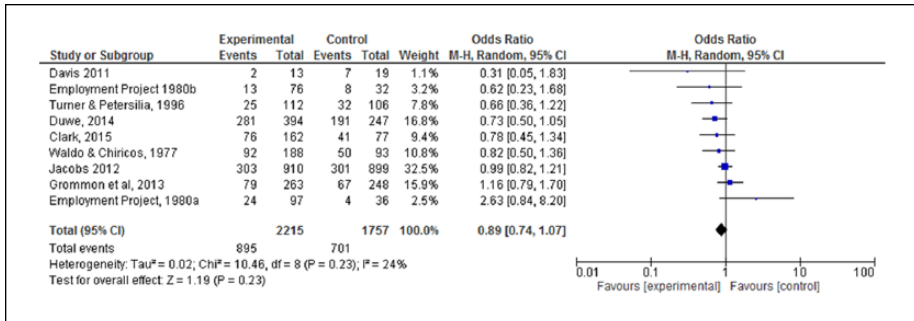 Experimental Control Odds Ratio Odds Ratio
Study or Subgroup Events Total Events Total Weight M-H, Random, 95% CI M-H, Random, 95% CI
Davis 2011 2 13 7 19 1.1% 0.31 [0.05, 1.83]
Employment Project 1980b 13 76 8 32 3.2% 0.62 [0.23, 1.68]
Turner & Petersilia, 1996 25 112 32 106 7.8% 0.66 [0.36, 1.22]
Duwe, 2014 281 394 191 247 16.8% 0.73 [0.50, 1.05]
Clark, 2015 76 162 41 77 9.4% 0.78 [0.45, 1.34]
Waldo & Chiricos, 1977 92 188 50 93 10.8% 0.82 [0.50, 1.36]
Jacobs 2012 303 910 301 899 32.5% 0.99 [0.82, 1.21]
Grommon et al, 2013 79 263 67 248 15.9% 1.16 [0.79, 1.70]
Employment Project, 1980a 24 97 4 36 2.5% 2.63 [0.84, 8.20]
Total (95% CI) 2215 1757 100.0% 0.89 [0.74, 1.07]
Total events 895 701
Heterogeneity: Tau² = 0.02; Chi² = 10.46, df = 8 (P = 0.23); I² = 24%
Test for overall effect: Z = 1.19 (P = 0.23)
0.01 0.1 1 10 100
Favours [experimental] Favours [control]